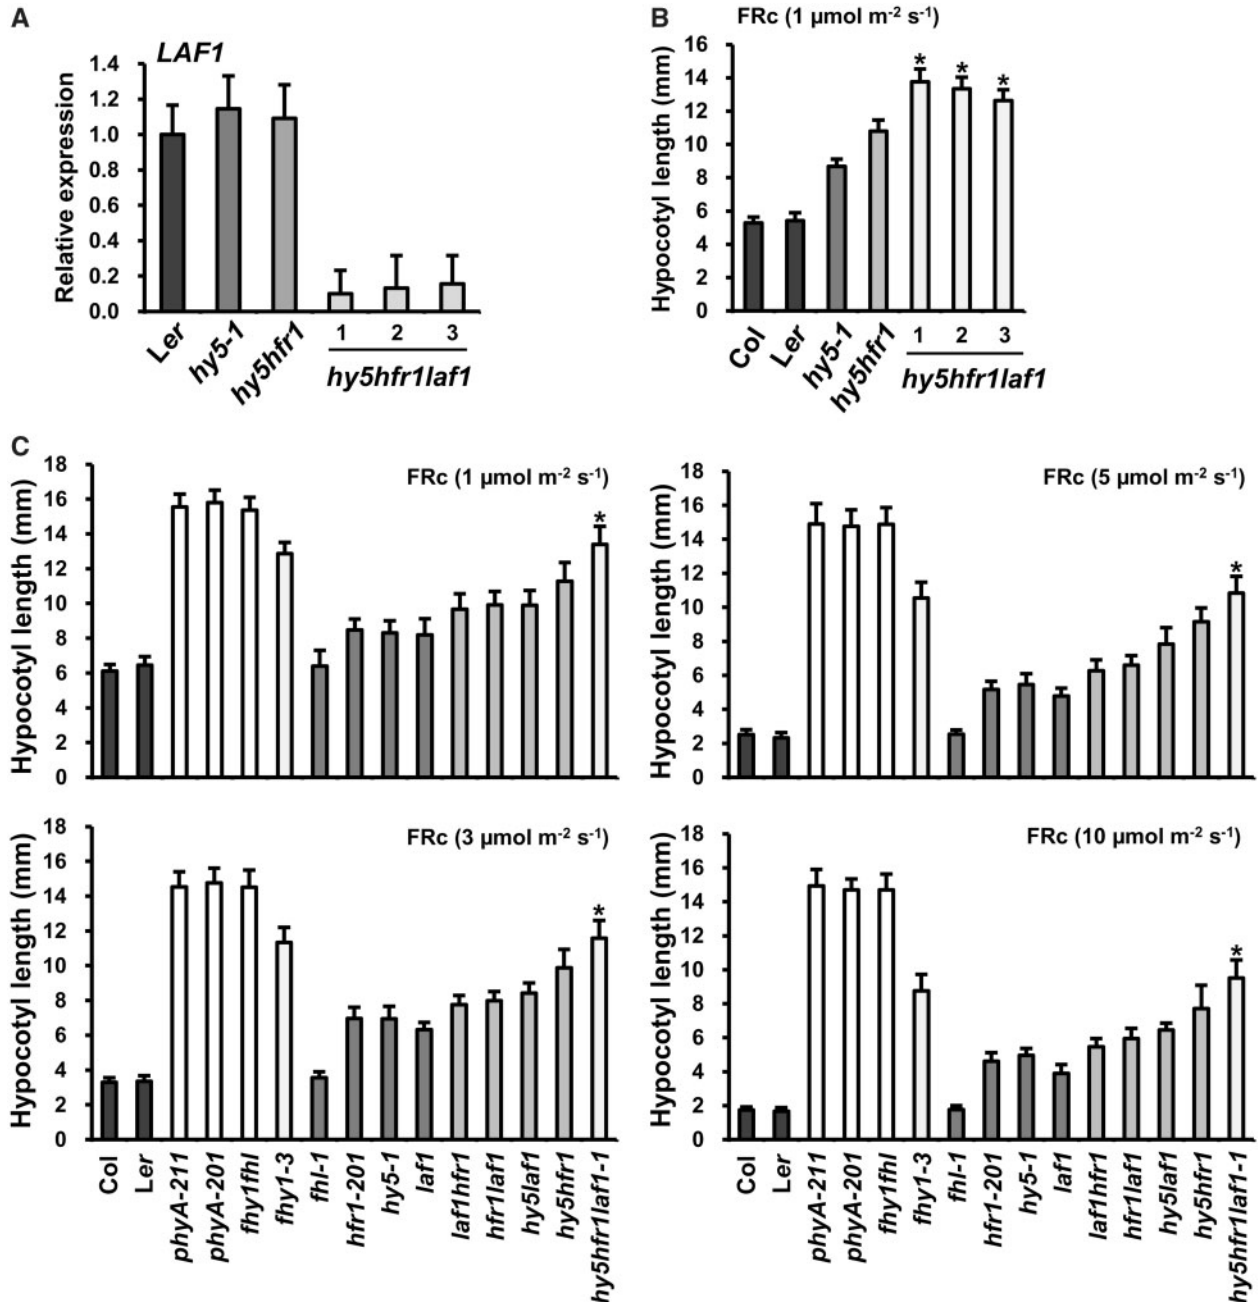 A
LAF1
Relative expression
1.4
1.2
1.0
0.8
0.6
0.4
0.2
0.0
Ler
hy5-1
hy5hfr1
1 2 3
hy5hfr1laf1
B
FRc (1 µmol m⁻² s⁻¹)
Hypocotyl length (mm)
16
14
12
10
8
6
4
2
0
* * *
Col
Ler
hy5-1
hy5hfr1
1 2 3
hy5hfr1laf1
C
FRc (1 µmol m⁻² s⁻¹)
Hypocotyl length (mm)
18
16
14
12
10
8
6
4
2
0
*
FRc (5 µmol m⁻² s⁻¹)
Hypocotyl length (mm)
18
16
14
12
10
8
6
4
2
0
*
FRc (3 µmol m⁻² s⁻¹)
Hypocotyl length (mm)
18
16
14
12
10
8
6
4
2
0
*
Col
Ler
phyA-211
phyA-201
fhy1fhl
fhy1-3
fhl-1
hfr1-201
hy5-1
laf1
laf1hfr1
hfr1laf1
hy5laf1
hy5hfr1
hy5hfr1laf1-1
FRc (10 µmol m⁻² s⁻¹)
Hypocotyl length (mm)
18
16
14
12
10
8
6
4
2
0
*
Col
Ler
phyA-211
phyA-201
fhy1fhl
fhy1-3
fhl-1
hfr1-201
hy5-1
laf1
laf1hfr1
hfr1laf1
hy5laf1
hy5hfr1
hy5hfr1laf1-1